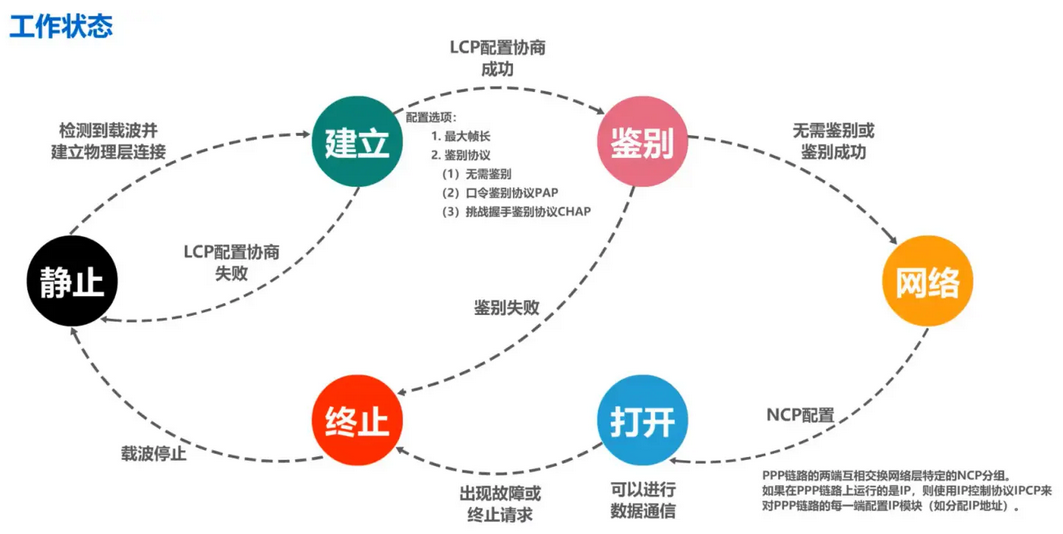 工作状态
LCP配置协商
成功
检测到载波并
建立物理层连接
建立
配置选项：
1. 最大帧长
2. 鉴别协议
（1）无需鉴别
（2）口令鉴别协议PAP
（3）挑战握手鉴别协议CHAP
鉴别
无需鉴别或
鉴别成功
静止
LCP配置协商
失败
鉴别失败
网络
终止
打开
NCP配置
载波停止
出现故障或
终止请求
可以进行
数据通信
PPP链路的两端互相交换网络层特定的NCP分组。
如果在PPP链路上运行的是IP，则使用IP控制协议IPCP来
对PPP链路的每一端配置IP模块（如分配IP地址）。